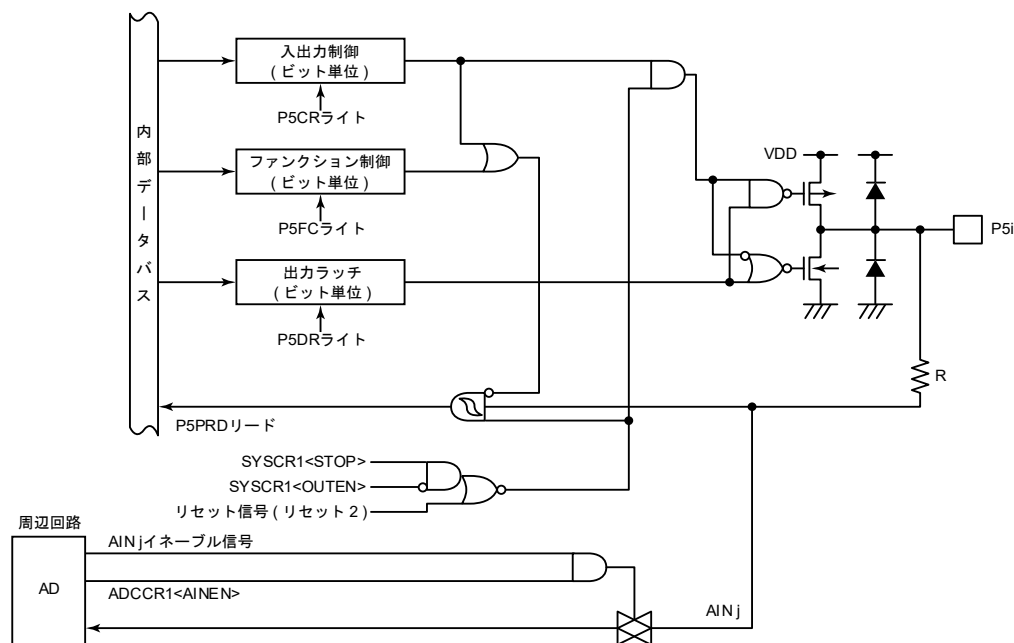 内部データバス
入出力制御
( ビット単位 )
P5CRライト
ファンクション制御
( ビット単位 )
P5FCライト
出力ラッチ
( ビット単位 )
P5DRライト
VDD
P5i
R
P5PRDリード
SYSCR1<STOP>
SYSCR1<OUTEN>
リセット信号 ( リセット 2 )
周辺回路
AD
AIN jイネーブル信号
ADCCR1<AINEN>
AIN j